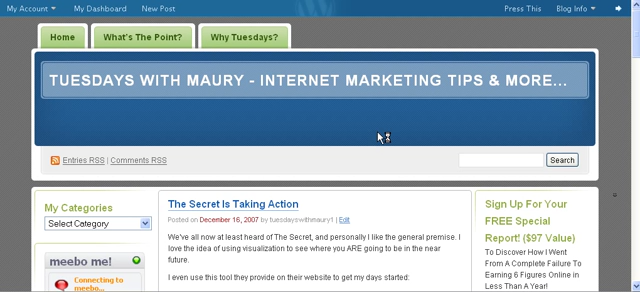 My Account My Dashboard New Post Press This Blog Info
Home What's The Point? Why Tuesdays?
TUESDAYS WITH MAURY - INTERNET MARKETING TIPS & MORE...
Entries RSS | Comments RSS Search
My Categories
Select Category
meebo me!
Connecting to
meebo...
The Secret Is Taking Action
Posted on December 16, 2007 by tuesdayswithmaury1 | Edit
We've all now at least heard of The Secret, and personally I like the general premise. I
love the idea of using visualization to see where you ARE going to be in the near
future.
I even use this tool they provide on their website to get my days started:
Sign Up For Your
FREE Special
Report! ($97 Value)
To Discover How I Went
From A Complete Failure To
Earning 6 Figures Online in
Less Than A Year!